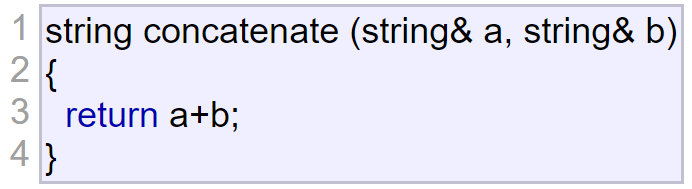 1 string concatenate (string& a, string& b)
2 {
3   return a+b;
4 }